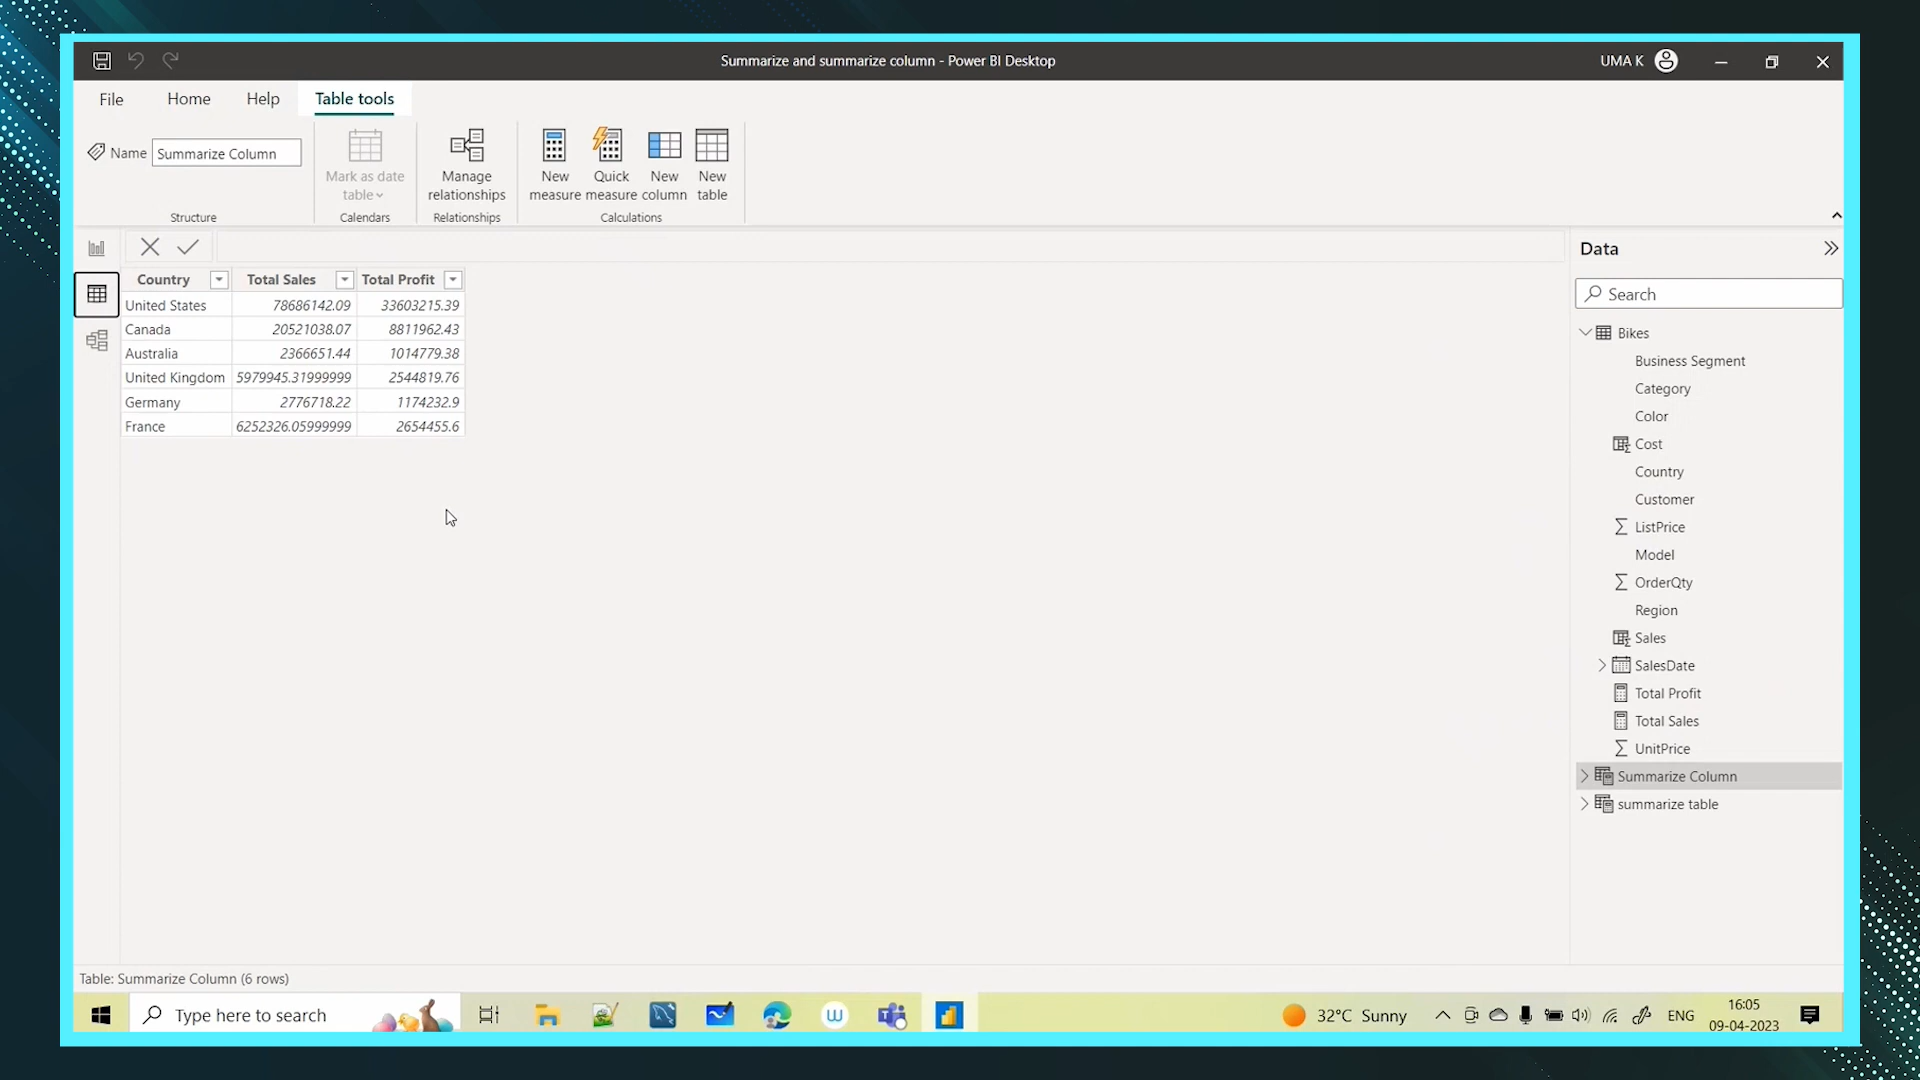 Summarize and summarize column - Power BI Desktop
UMA K
File Home Help Table tools
Name Summarize Column
Mark as date table
Manage relationships
New measure
Quick measure
New column
New table
Structure
Calendars
Relationships
Calculations
Country Total Sales Total Profit
United States 78686142.09 33603215.39
Canada 20521038.07 8811962.43
Australia 2366651.44 1014779.38
United Kingdom 5979945.31999999 2544819.76
Germany 2776718.22 1174232.9
France 6252326.05999999 2654455.6
Data
Search
Bikes
Business Segment
Category
Color
Cost
Country
Customer
ListPrice
Model
OrderQty
Region
Sales
SalesDate
Total Profit
Total Sales
UnitPrice
Summarize Column
summarize table
Table: Summarize Column (6 rows)
Type here to search
32°C Sunny
ENG
16:05
09-04-2023